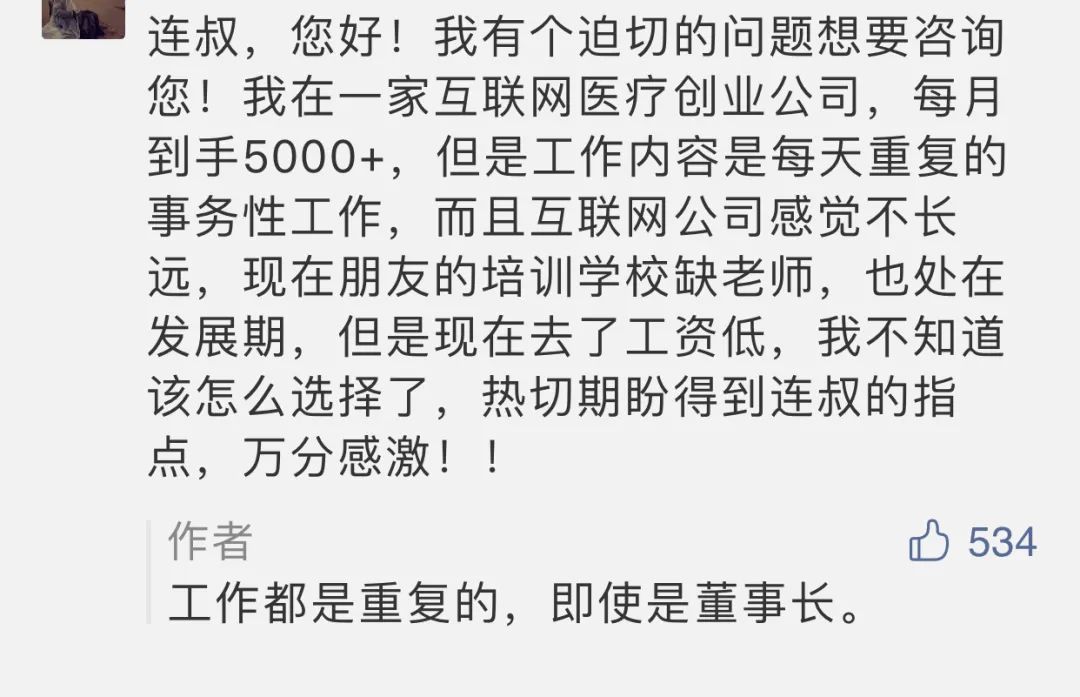 连叔，您好！我有个迫切的问题想要咨询
您！我在一家互联网医疗创业公司，每月
到手5000+，但是工作内容是每天重复的
事务性工作，而且互联网公司感觉不长
远，现在朋友的培训学校缺老师，也处在
发展期，但是现在去了工资低，我不知道
该怎么选择了，热切期盼得到连叔的指
点，万分感激！！
作者
534
工作都是重复的，即使是董事长。